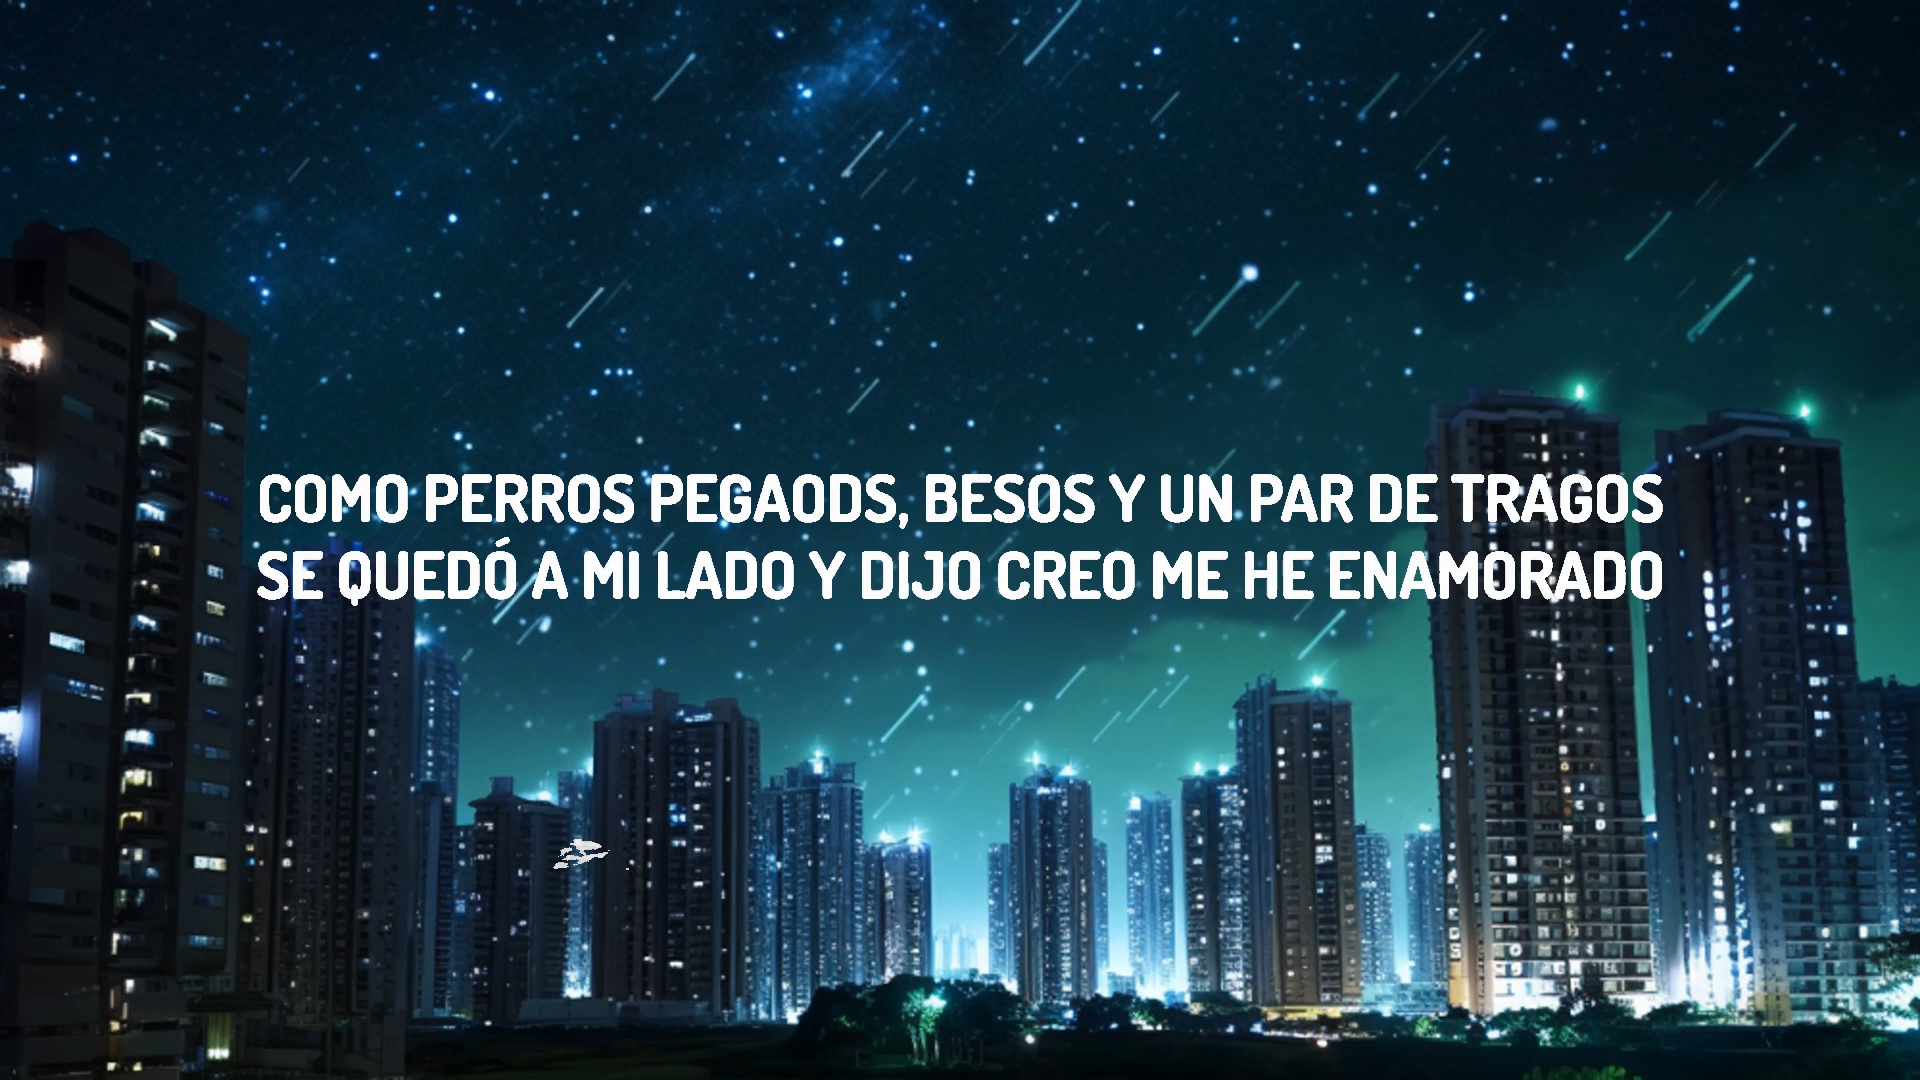 COMO PERROS PEGAODS, BESOS Y UN PAR DE TRAGOS
SE QUEDÓ A MI LADO Y DIJO CREO ME HE ENAMORADO